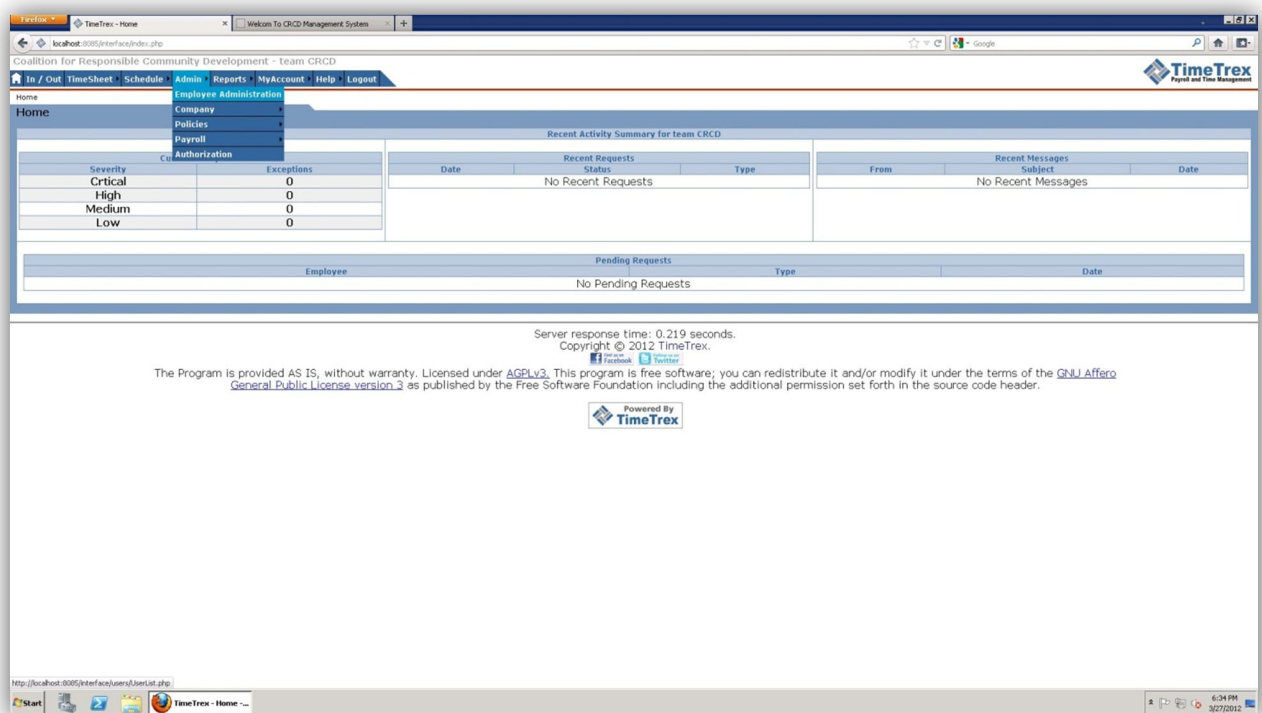 Firefox
TimeTrex - Home
Welcom To CRCD Management System
localhost:8085/interface/index.php
Google
Coalition for Responsible Community Development - team CRCD
In / Out TimeSheet Schedule Admin Reports MyAccount Help Logout
TimeTrex
Payroll and Time Management
Home
Employee Administration
Home
Company
Policies
Payroll
Authorization
Recent Activity Summary for team CRCD
Recent Requests
Recent Messages
Severity Exceptions
Date Status Type
From Subject Date
Crtical 0
No Recent Requests
No Recent Messages
High 0
Medium 0
Low 0
Pending Requests
Employee Type Date
No Pending Requests
Server response time: 0.219 seconds.
Copyright © 2012 TimeTrex.
Find us on Facebook
Follow us on Twitter
The Program is provided AS IS, without warranty. Licensed under AGPLv3. This program is free software; you can redistribute it and/or modify it under the terms of the GNU Affero
General Public License version 3 as published by the Free Software Foundation including the additional permission set forth in the source code header.
Powered By
TimeTrex
http://localhost:8085/interface/users/UserList.php
Start
TimeTrex - Home -...
6:34 PM
3/27/2012